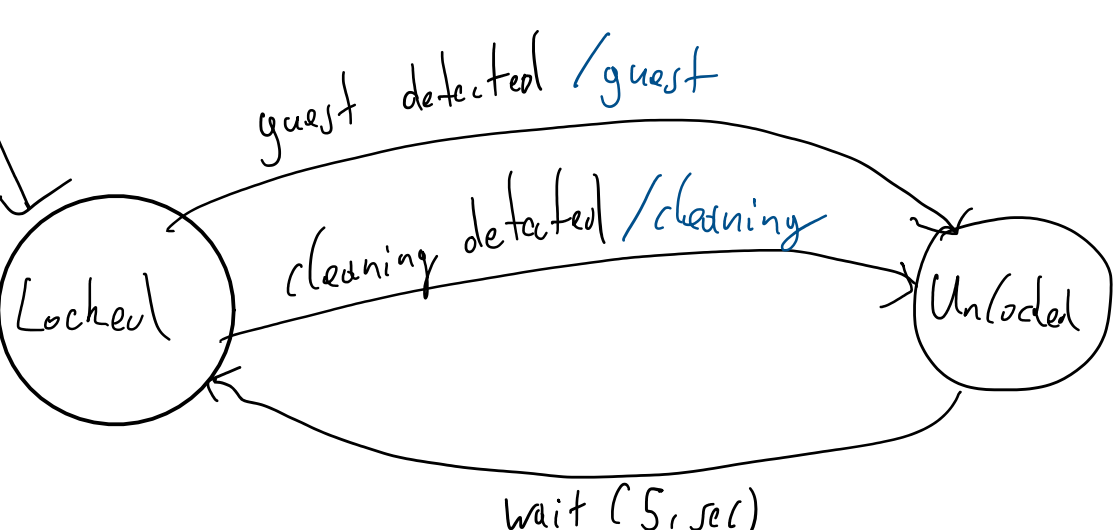 guest detected /guest
cleaning detected /cleaning
Locked
Unlocked
wait (5, sec)